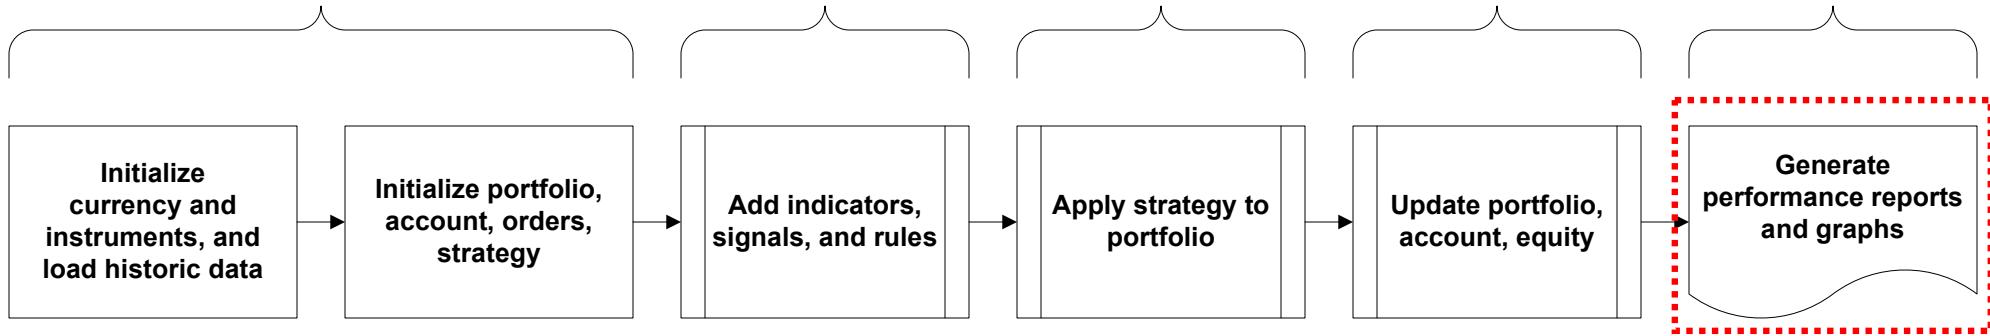 Initialize
currency and
instruments, and
load historic data
Initialize portfolio,
account, orders,
strategy
Add indicators,
signals, and rules
Apply strategy to
portfolio
Update portfolio,
account, equity
Generate
performance reports
and graphs